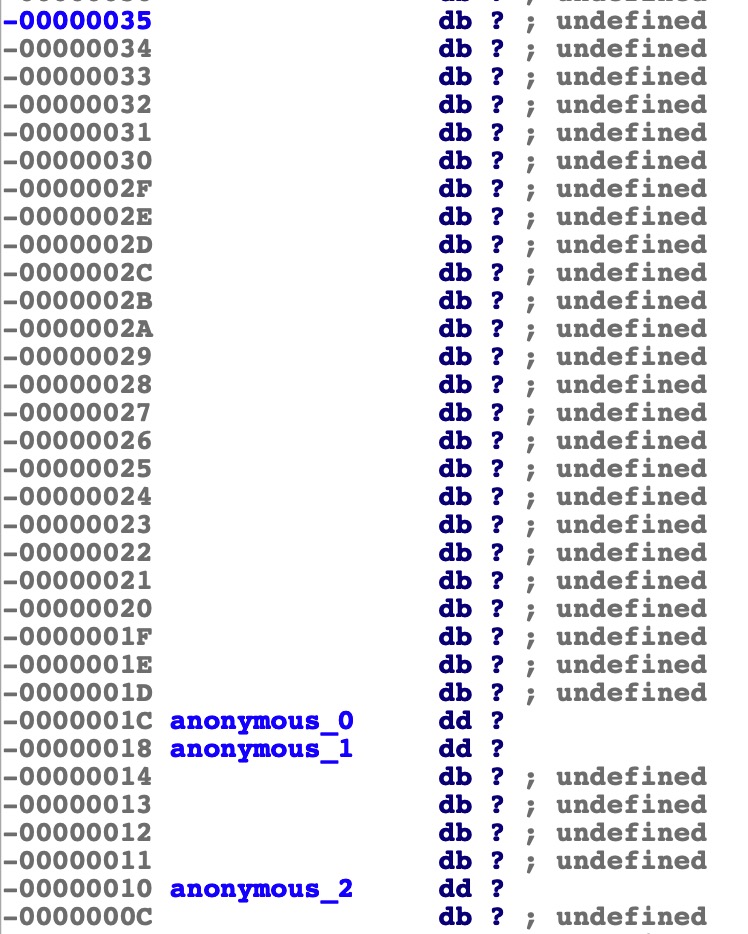 -00000035 db ? ; undefined
-00000034 db ? ; undefined
-00000033 db ? ; undefined
-00000032 db ? ; undefined
-00000031 db ? ; undefined
-00000030 db ? ; undefined
-0000002F db ? ; undefined
-0000002E db ? ; undefined
-0000002D db ? ; undefined
-0000002C db ? ; undefined
-0000002B db ? ; undefined
-0000002A db ? ; undefined
-00000029 db ? ; undefined
-00000028 db ? ; undefined
-00000027 db ? ; undefined
-00000026 db ? ; undefined
-00000025 db ? ; undefined
-00000024 db ? ; undefined
-00000023 db ? ; undefined
-00000022 db ? ; undefined
-00000021 db ? ; undefined
-00000020 db ? ; undefined
-0000001F db ? ; undefined
-0000001E db ? ; undefined
-0000001D db ? ; undefined
-0000001C anonymous_0 dd ?
-00000018 anonymous_1 dd ?
-00000014 db ? ; undefined
-00000013 db ? ; undefined
-00000012 db ? ; undefined
-00000011 db ? ; undefined
-00000010 anonymous_2 dd ?
-0000000C db ? ; undefined